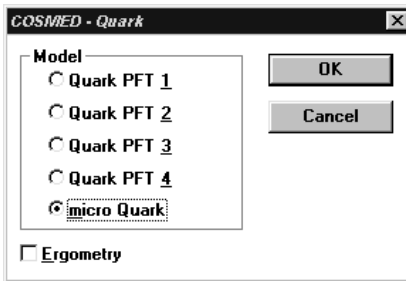 COSMED - Quark
Model
Quark PFT 1
Quark PFT 2
Quark PFT 3
Quark PFT 4
micro Quark
Ergometry
OK
Cancel